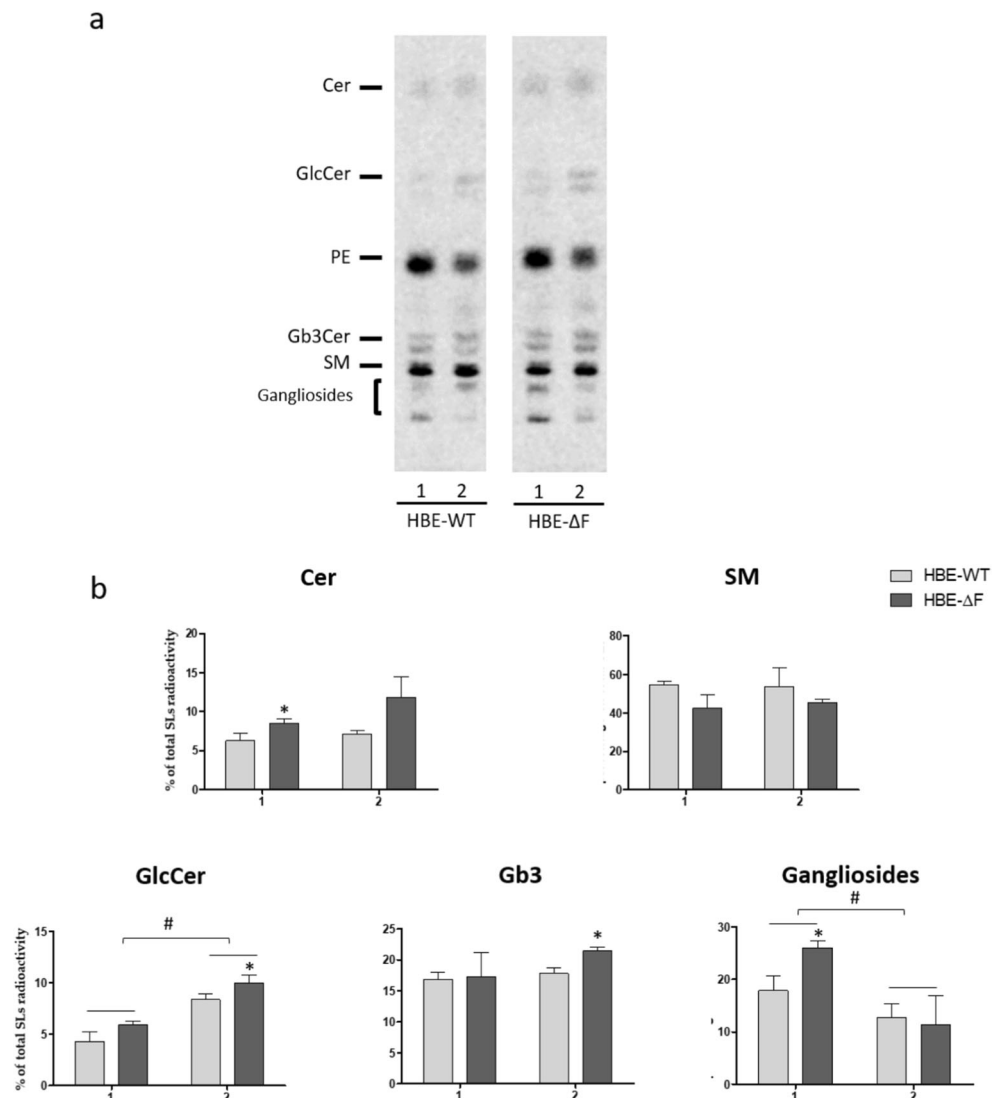 a
Cer
GlcCer
PE
Gb3Cer
SM
Gangliosides
1 2 1 2
HBE-WT HBE-ΔF
b
Cer
SM
HBE-WT
HBE-ΔF
% of total SLs radioactivity
20
15
10
5
0
*
1 2
80
60
40
20
0
1 2
GlcCer
Gb3
Gangliosides
% of total SLs radioactivity
15
10
5
0
#
*
1 2
25
20
15
10
5
0
*
1 2
30
20
10
0
#
*
1 2